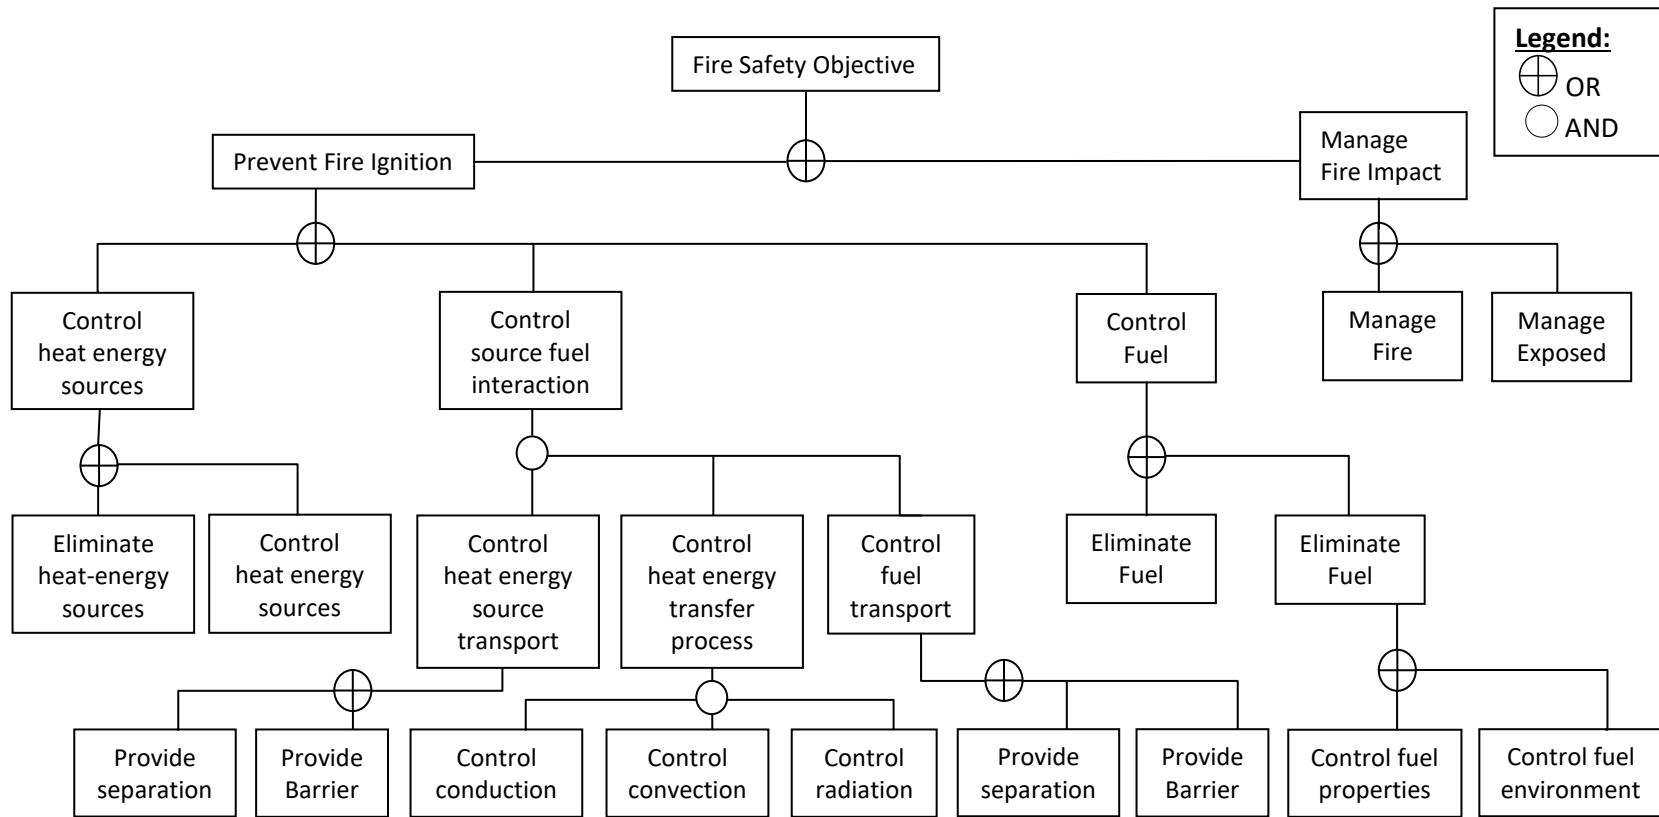 Legend:
OR
AND
Fire Safety Objective
Prevent Fire Ignition
Manage
Fire Impact
Control
heat energy
sources
Control
source fuel
interaction
Control
Fuel
Manage
Fire
Manage
Exposed
Eliminate
heat-energy
sources
Control
heat energy
sources
Control
heat energy
source
transport
Control
heat energy
transfer
process
Control
fuel
transport
Eliminate
Fuel
Eliminate
Fuel
Provide
separation
Provide
Barrier
Control
conduction
Control
convection
Control
radiation
Provide
separation
Provide
Barrier
Control fuel
properties
Control fuel
environment